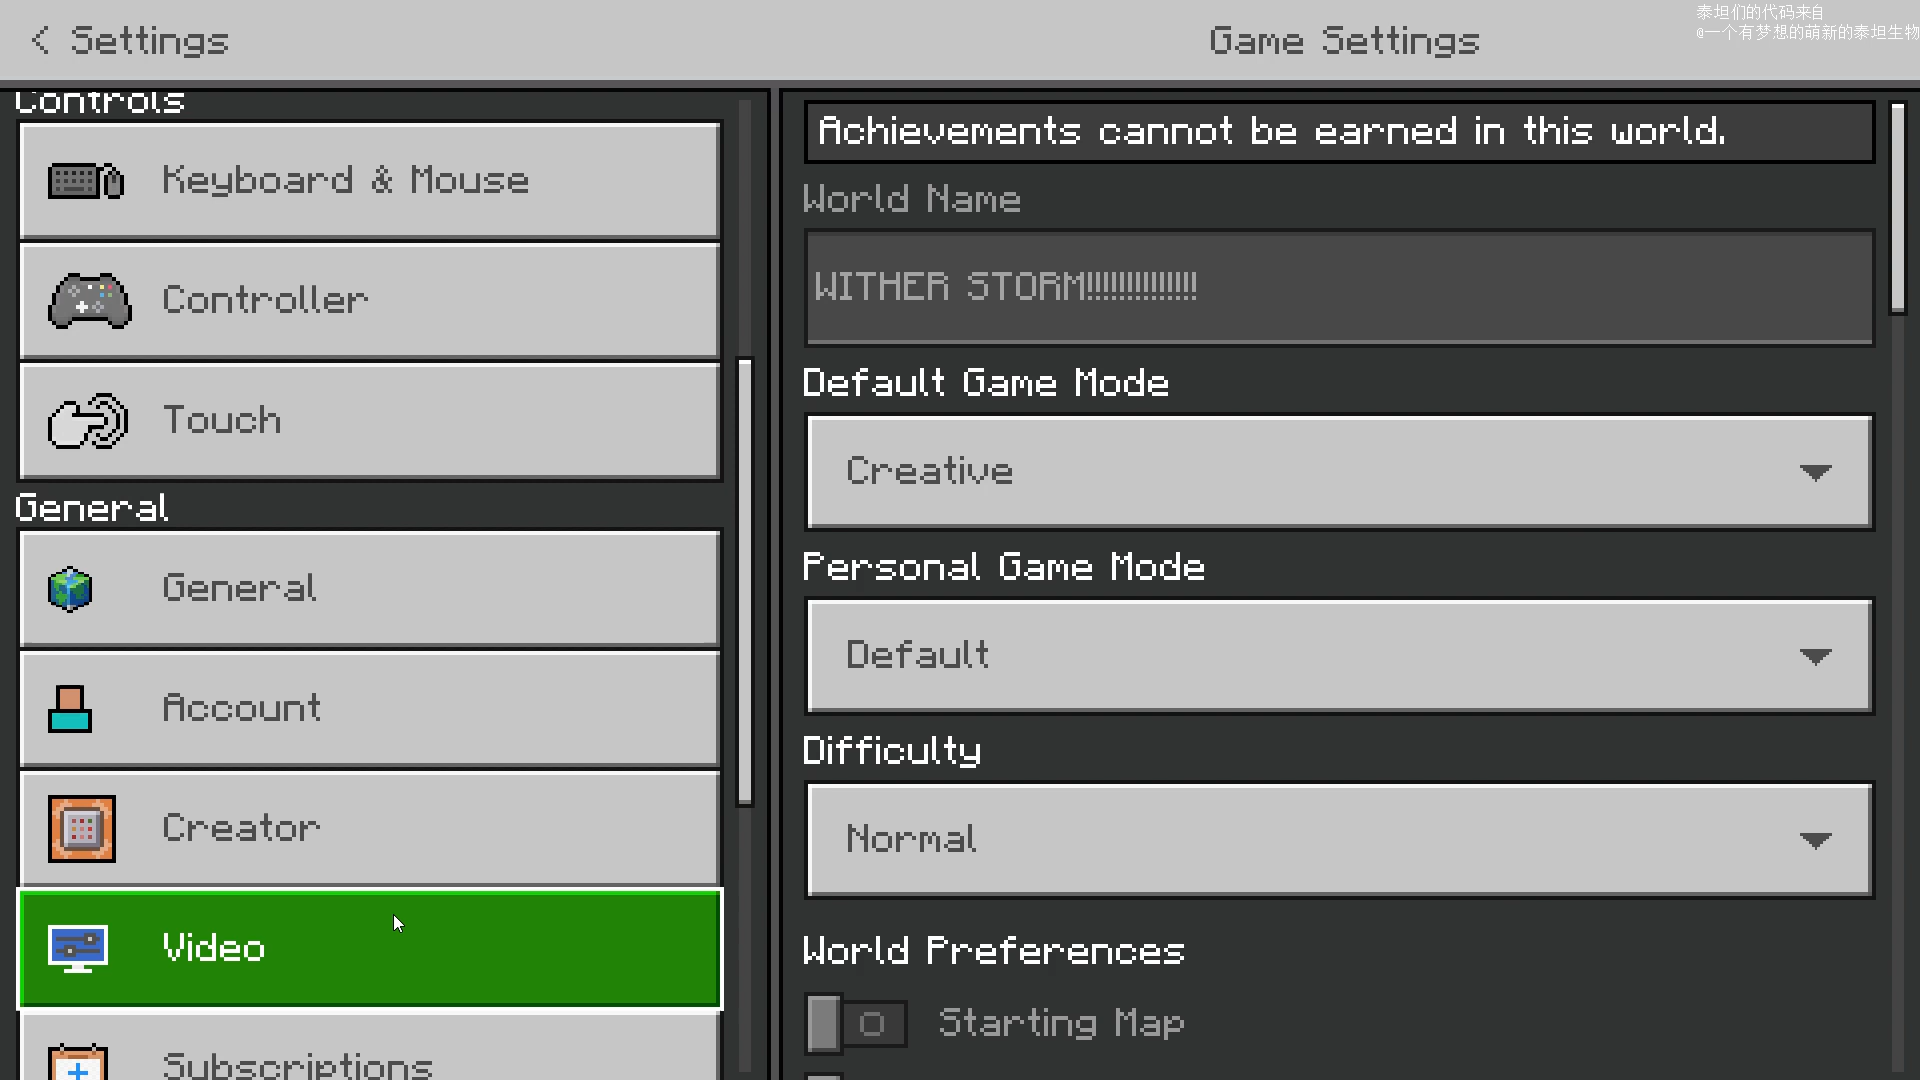 Settings
Game Settings
泰坦们的代码来自
@一个有梦想的萌新的泰坦生物
Controls
Keyboard & Mouse
Controller
Touch
General
General
Account
Creator
Video
Subscriptions
Achievements cannot be earned in this world.
World Name
WITHER STORM!!!!!!!!!!!!!!
Default Game Mode
Creative
Personal Game Mode
Default
Difficulty
Normal
World Preferences
Starting Map